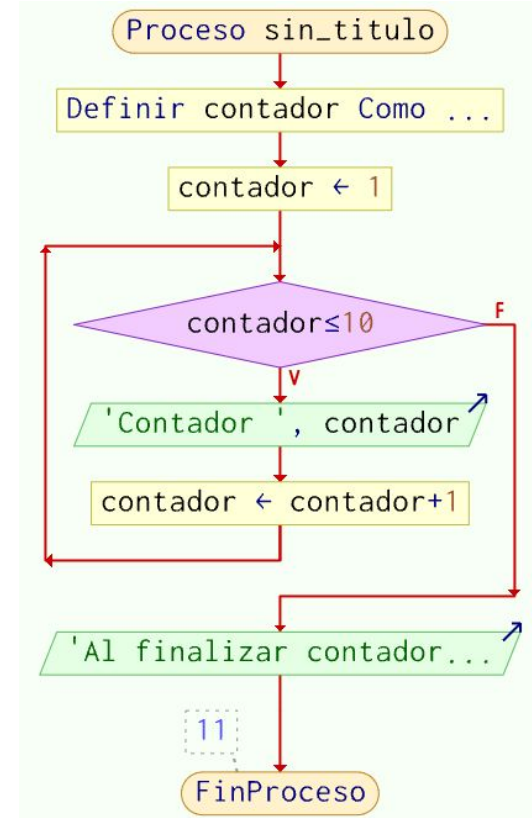 Proceso sin_titulo
Definir contador Como ...
contador ← 1
contador≤10
F
V
'Contador ', contador
contador ← contador+1
'Al finalizar contador...
11
FinProceso